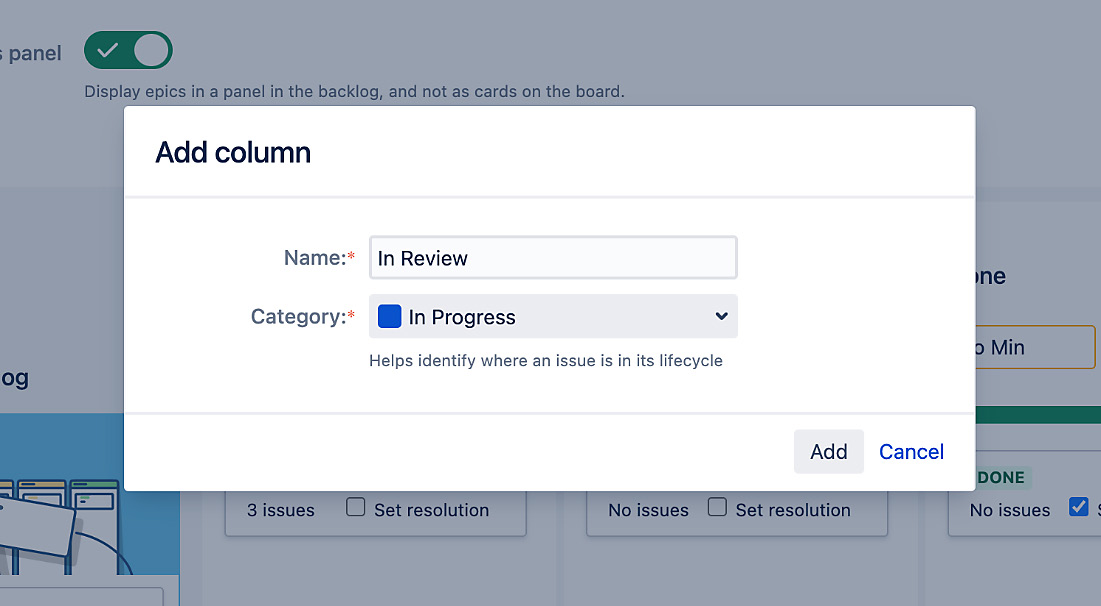 s panel
Display epics in a panel in the backlog, and not as cards on the board.
Add column
Name:*
In Review
Category:*
In Progress
Helps identify where an issue is in its lifecycle
Add
Cancel
one
o Min
og
DONE
3 issues
Set resolution
No issues
Set resolution
No issues
S